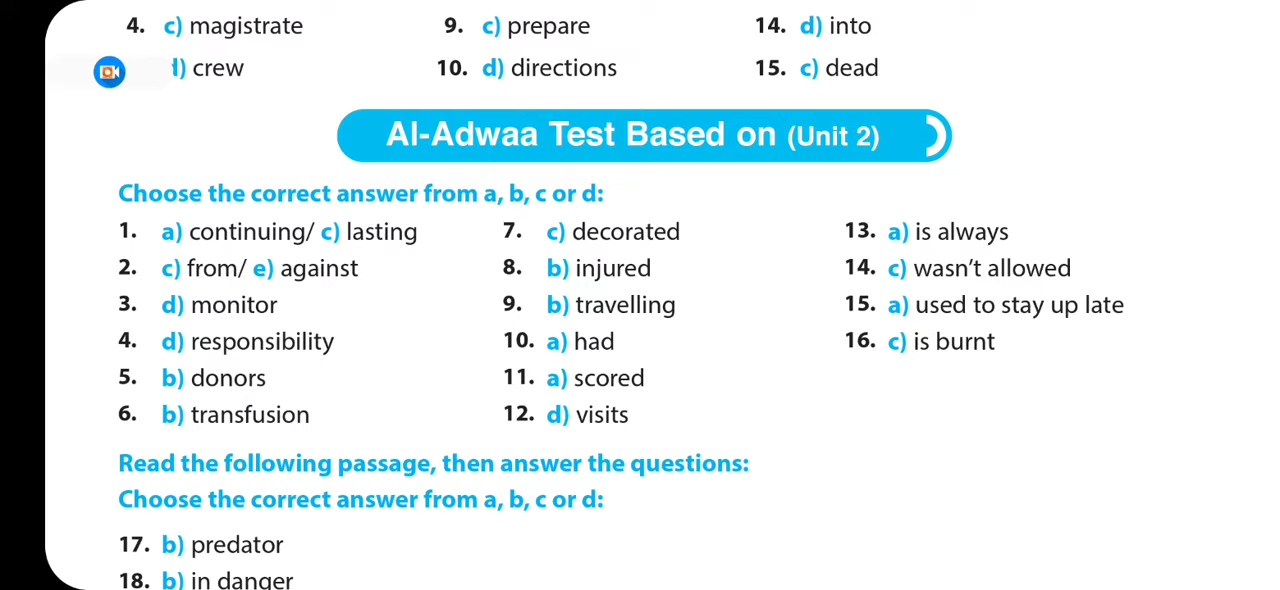 4. c) magistrate 9. c) prepare 14. d) into
) crew 10. d) directions 15. c) dead
Al-Adwaa Test Based on (Unit 2)
Choose the correct answer from a, b, c or d:
1. a) continuing/ c) lasting 7. c) decorated 13. a) is always
2. c) from/ e) against 8. b) injured 14. c) wasn't allowed
3. d) monitor 9. b) travelling 15. a) used to stay up late
4. d) responsibility 10. a) had 16. c) is burnt
5. b) donors 11. a) scored
6. b) transfusion 12. d) visits
Read the following passage, then answer the questions:
Choose the correct answer from a, b, c or d:
17. b) predator
18. b) in danger